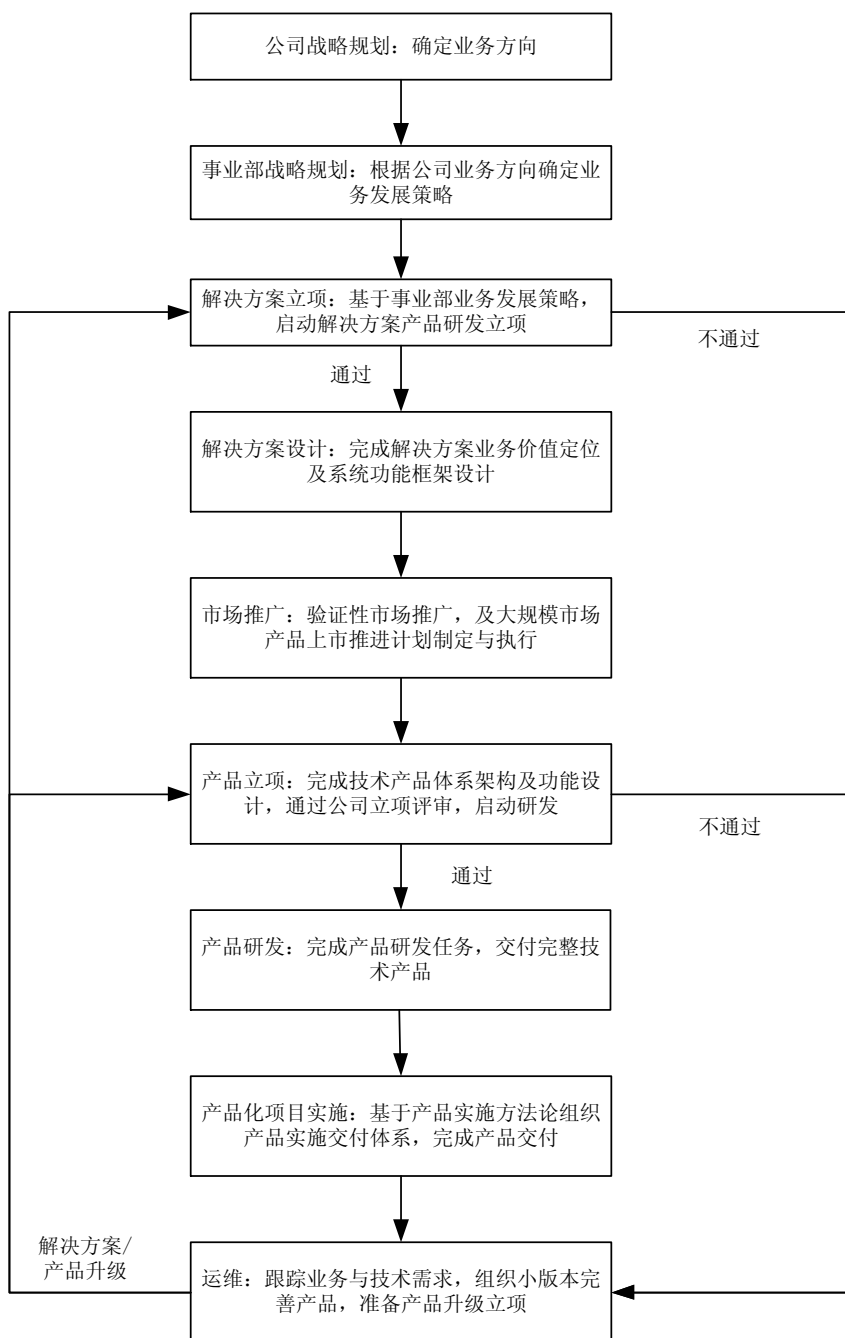 公司战略规划：确定业务方向
事业部战略规划：根据公司业务方向确定业
务发展策略
解决方案立项：基于事业部业务发展策略，
启动解决方案产品研发立项
不通过
通过
解决方案设计：完成解决方案业务价值定位
及系统功能框架设计
市场推广：验证性市场推广，及大规模市场
产品上市推进计划制定与执行
产品立项：完成技术产品体系架构及功能设
计，通过公司立项评审，启动研发
不通过
通过
产品研发：完成产品研发任务，交付完整技
术产品
产品化项目实施：基于产品实施方法论组织
产品实施交付体系，完成产品交付
解决方案/
产品升级
运维：跟踪业务与技术需求，组织小版本完
善产品，准备产品升级立项